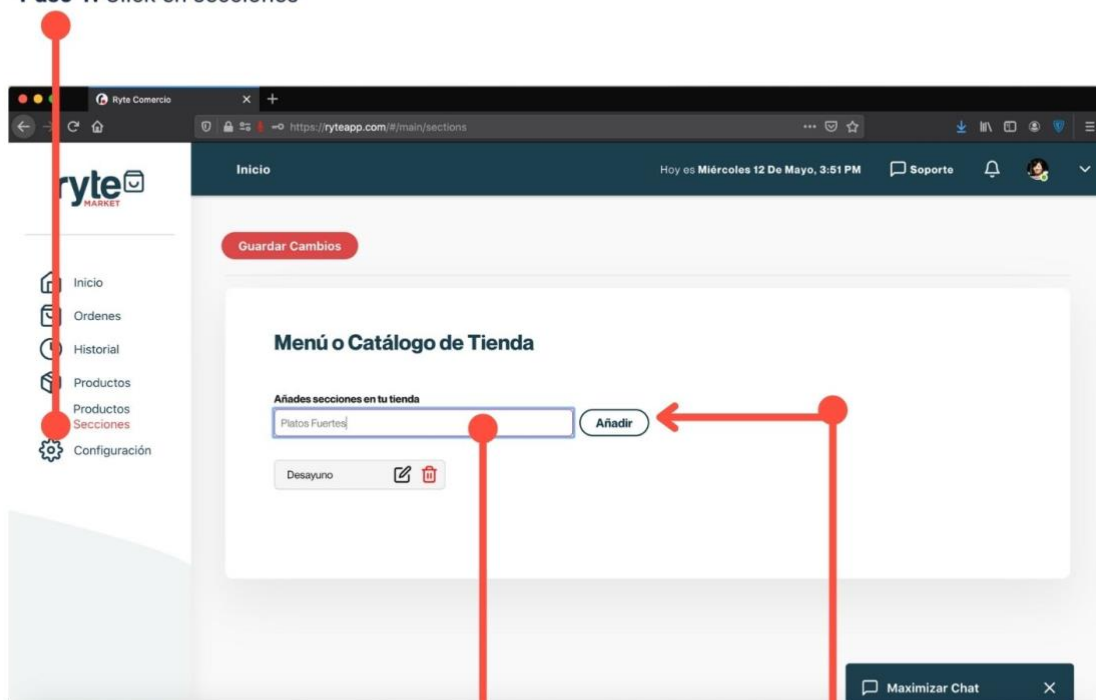 Click en secciones
Ryte Comercio
https://ryteapp.com/#/main/sections
ryte
MARKET
Inicio
Hoy es Miércoles 12 De Mayo, 3:51 PM
Soporte
Guardar Cambios
Inicio
Ordenes
Historial
Productos
Productos
Secciones
Configuración
Menú o Catálogo de Tienda
Añades secciones en tu tienda
Platos Fuertes
Añadir
Desayuno
Maximizar Chat